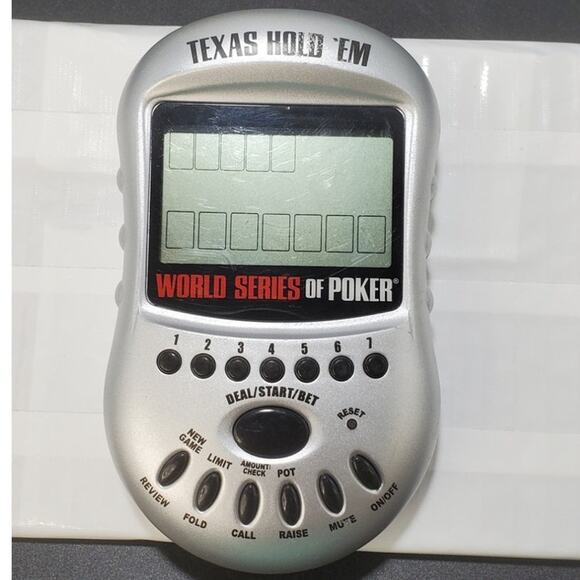 TEXAS HOLD 'EM
WORLD SERIES OF POKER®
1 2 3 4 5 6 7
DEAL/START/BET
RESET
NEW GAME LIMIT AMOUNT/CHECK POT
REVIEW FOLD CALL RAISE MUTE ON/OFF